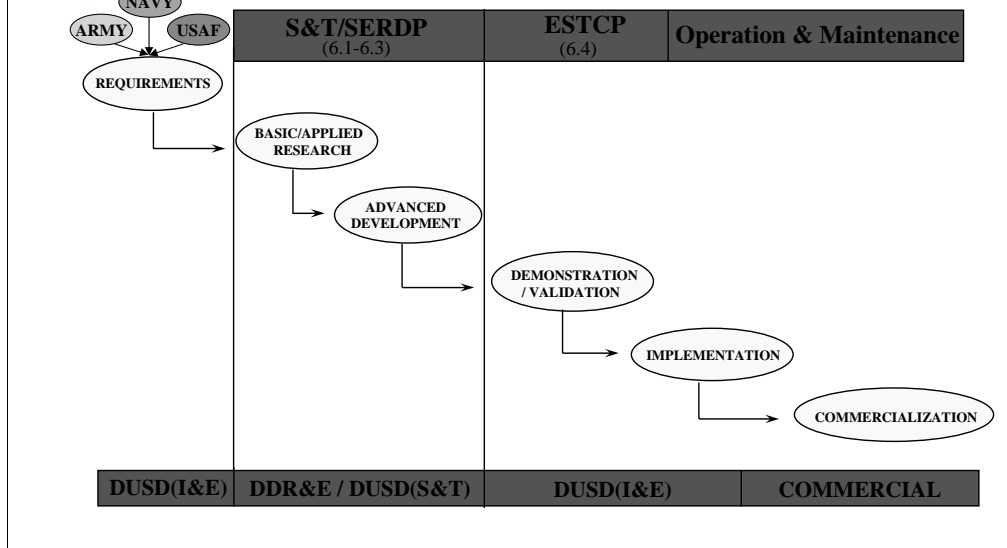 NAVY
ARMY
USAF
S&T/SERDP
(6.1-6.3)
ESTCP
(6.4)
Operation & Maintenance
REQUIREMENTS
BASIC/APPLIED
RESEARCH
ADVANCED
DEVELOPMENT
DEMONSTRATION
/ VALIDATION
IMPLEMENTATION
COMMERCIALIZATION
DUSD(I&E)
DDR&E / DUSD(S&T)
DUSD(I&E)
COMMERCIAL